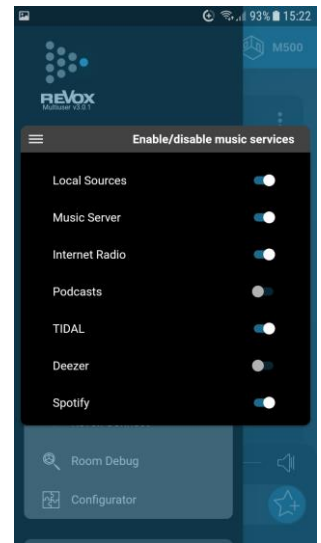 93% 15:22
M500
REVOX
Multiuser v3.0.1
Enable/disable music services
Local Sources
Music Server
Internet Radio
Podcasts
TIDAL
Deezer
Spotify
Room Debug
Configurator